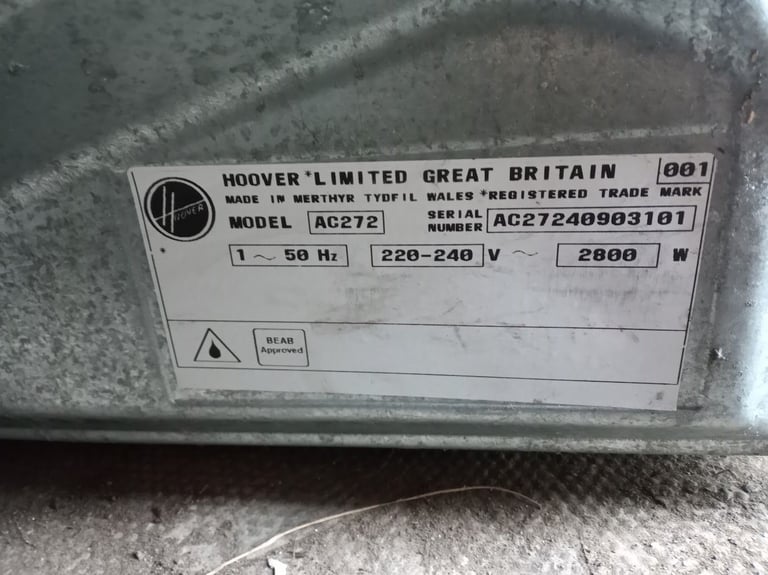 HOOVER *LIMITED GREAT BRITAIN 001
MADE IN MERTHYR TYDFIL WALES *REGISTERED TRADE MARK
HOOVER
MODEL AC272 SERIAL NUMBER AC27240903101
1 ~ 50 Hz 220-240 V ~ 2800 W
*
BEAB
Approved